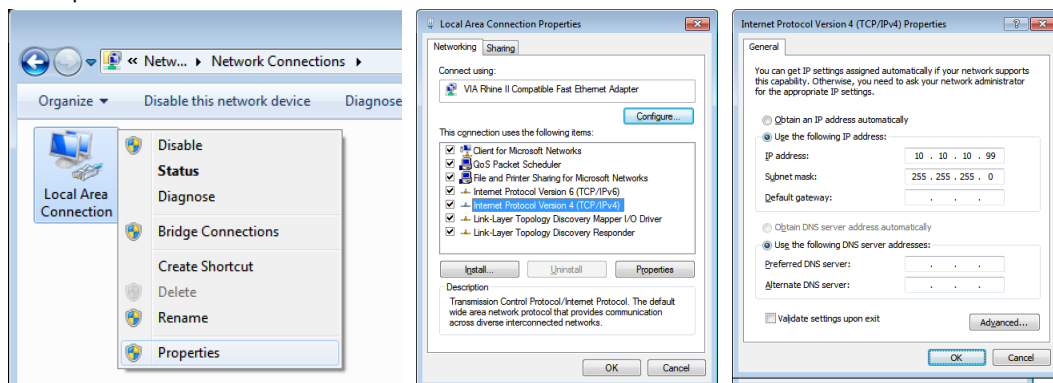 « Netw... ▸ Network Connections ▸
Organize ▾ Disable this network device Diagnose
Local Area
Connection
Disable
Status
Diagnose
Bridge Connections
Create Shortcut
Delete
Rename
Properties
Local Area Connection Properties
Networking Sharing
Connect using:
VIA Rhine II Compatible Fast Ethernet Adapter
Configure...
This connection uses the following items:
Client for Microsoft Networks
QoS Packet Scheduler
File and Printer Sharing for Microsoft Networks
Internet Protocol Version 6 (TCP/IPv6)
Internet Protocol Version 4 (TCP/IPv4)
Link-Layer Topology Discovery Mapper I/O Driver
Link-Layer Topology Discovery Responder
Install... Uninstall Properties
Description
Transmission Control Protocol/Internet Protocol. The default
wide area network protocol that provides communication
across diverse interconnected networks.
OK Cancel
Internet Protocol Version 4 (TCP/IPv4) Properties
General
You can get IP settings assigned automatically if your network supports
this capability. Otherwise, you need to ask your network administrator
for the appropriate IP settings.
Obtain an IP address automatically
Use the following IP address:
IP address: 10 . 10 . 10 . 99
Subnet mask: 255 . 255 . 255 . 0
Default gateway: . . .
Obtain DNS server address automatically
Use the following DNS server addresses:
Preferred DNS server: . . .
Alternate DNS server: . . .
Validate settings upon exit
Advanced...
OK Cancel